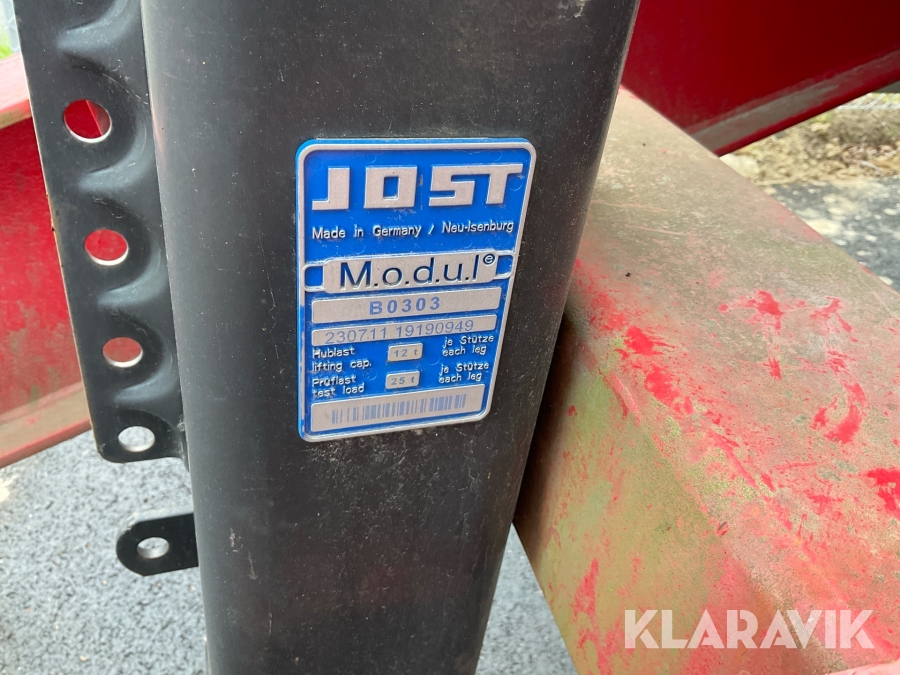 JOST
Made in Germany / Neu-Isenburg
M.o.d.u.l®
B0303
230711 19190949
Hublast 12 t je Stütze
lifting cap. each leg
Prüflast 25 t je Stütze
test load each leg
KLARAVIK